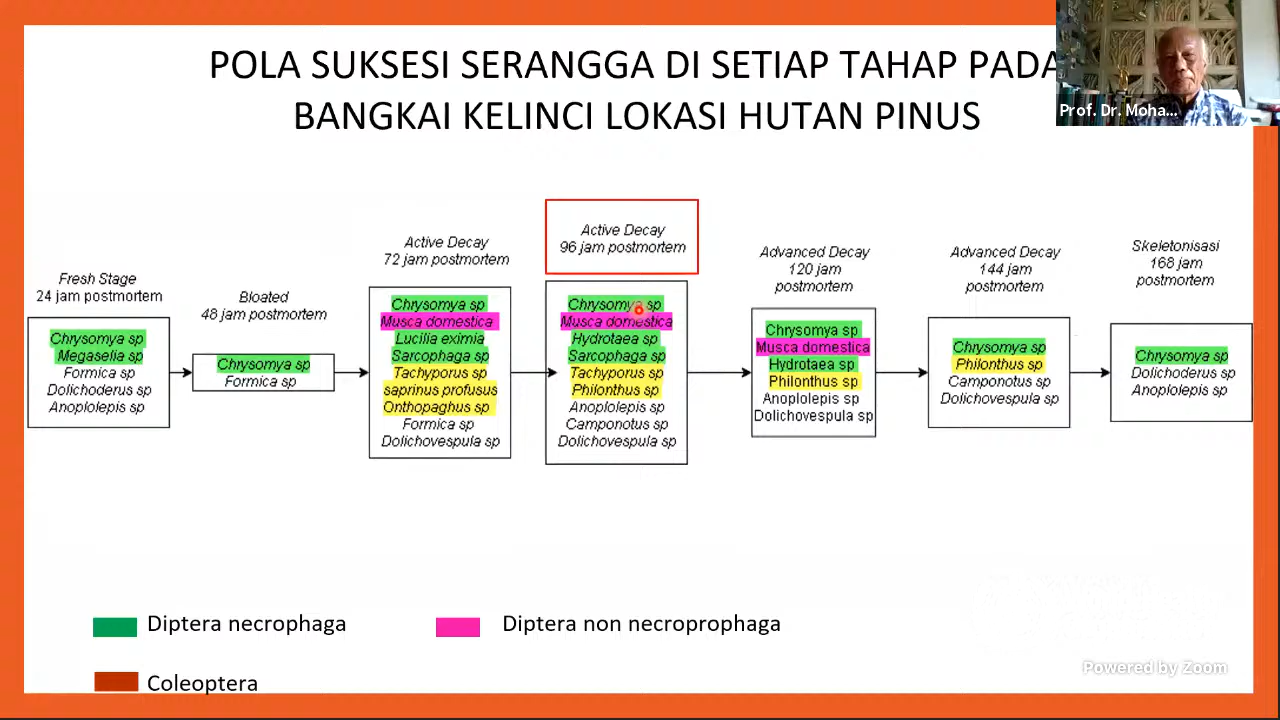 POLA SUKSESI SERANGGA DI SETIAP TAHAP PADA
BANGKAI KELINCI LOKASI HUTAN PINUS
Prof. Dr. Moha...
Fresh Stage
24 jam postmortem
Chrysomya sp
Megaselia sp
Formica sp
Dolichoderus sp
Anoplolepis sp
Bloated
48 jam postmortem
Chrysomya sp
Formica sp
Active Decay
72 jam postmortem
Chrysomya sp
Musca domestica
Lucilia eximia
Sarcophaga sp
Tachyporus sp
saprinus profusus
Onthopaghus sp
Formica sp
Dolichovespula sp
Active Decay
96 jam postmortem
Chrysomya sp
Musca domestica
Hydrotaea sp
Sarcophaga sp
Tachyporus sp
Philonthus sp
Anoplolepis sp
Camponotus sp
Dolichovespula sp
Advanced Decay
120 jam
postmortem
Chrysomya sp
Musca domestica
Hydrotaea sp
Philonthus sp
Anoplolepis sp
Dolichovespula sp
Advanced Decay
144 jam
postmortem
Chrysomya sp
Philonthus sp
Camponotus sp
Dolichovespula sp
Skeletonisasi
168 jam
postmortem
Chrysomya sp
Dolichoderus sp
Anoplolepis sp
Diptera necrophaga
Diptera non necroprophaga
Coleoptera
Powered by Zoom